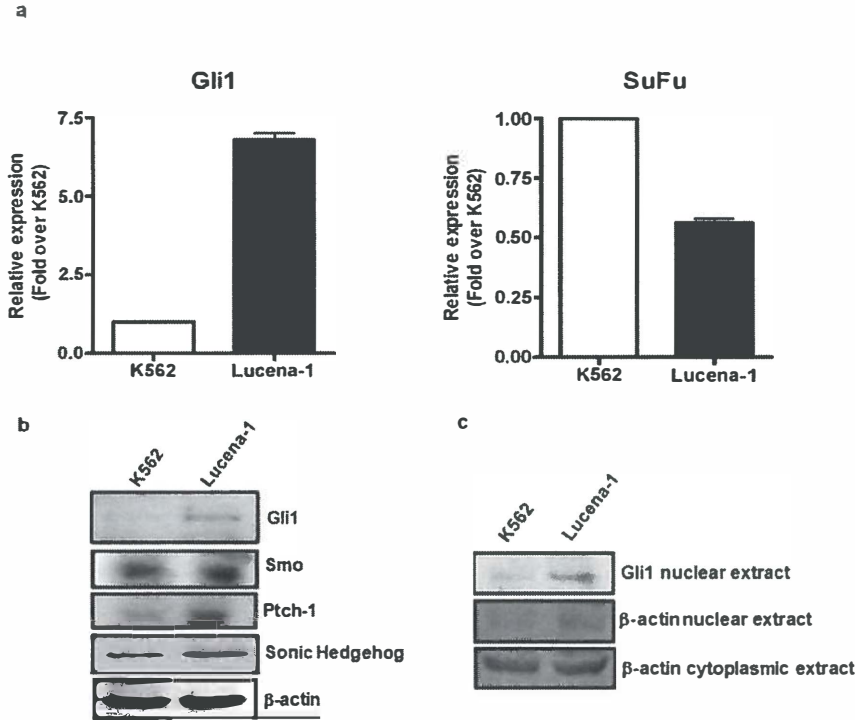 a
Gli1
Relative expression
(Fold over K562)
7.5
5.0
2.5
0.0
K562
Lucena-1
SuFu
Relative expression
(Fold over K562)
1.00
0.75
0.50
0.25
0.00
K562
Lucena-1
b
K562
Lucena-1
Gli1
Smo
Ptch-1
Sonic Hedgehog
β-actin
c
K562
Lucena-1
Gli1 nuclear extract
β-actin nuclear extract
β-actin cytoplasmic extract